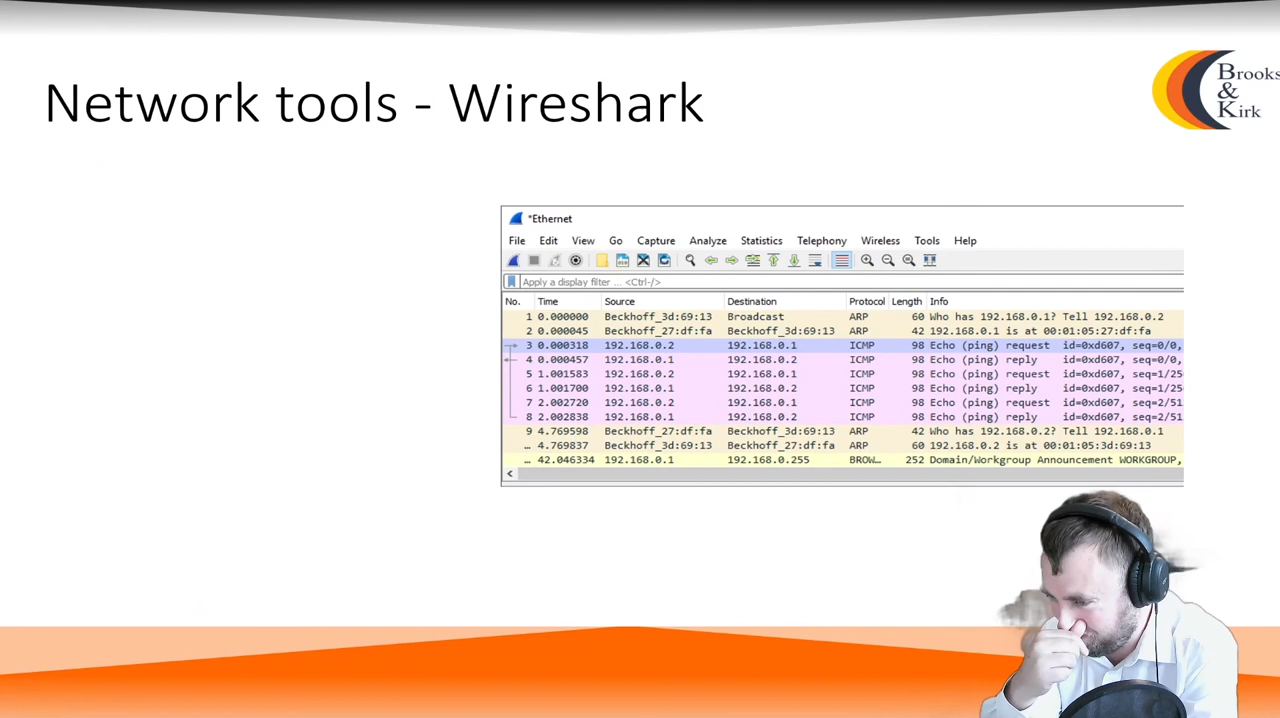 Network tools - Wireshark
Brooks
&
Kirk
*Ethernet
File Edit View Go Capture Analyze Statistics Telephony Wireless Tools Help
Apply a display filter ... <Ctrl-/>
No. Time Source Destination Protocol Length Info
1 0.000000 Beckhoff_3d:69:13 Broadcast ARP 60 Who has 192.168.0.1? Tell 192.168.0.2
2 0.000045 Beckhoff_27:df:fa Beckhoff_3d:69:13 ARP 42 192.168.0.1 is at 00:01:05:27:df:fa
3 0.000318 192.168.0.2 192.168.0.1 ICMP 98 Echo (ping) request id=0xd607, seq=0/0,
4 0.000457 192.168.0.1 192.168.0.2 ICMP 98 Echo (ping) reply id=0xd607, seq=0/0,
5 1.001583 192.168.0.2 192.168.0.1 ICMP 98 Echo (ping) request id=0xd607, seq=1/25
6 1.001700 192.168.0.1 192.168.0.2 ICMP 98 Echo (ping) reply id=0xd607, seq=1/25
7 2.002720 192.168.0.2 192.168.0.1 ICMP 98 Echo (ping) request id=0xd607, seq=2/51
8 2.002838 192.168.0.1 192.168.0.2 ICMP 98 Echo (ping) reply id=0xd607, seq=2/51
9 4.769598 Beckhoff_27:df:fa Beckhoff_3d:69:13 ARP 42 Who has 192.168.0.2? Tell 192.168.0.1
... 4.769837 Beckhoff_3d:69:13 Beckhoff_27:df:fa ARP 60 192.168.0.2 is at 00:01:05:3d:69:13
... 42.046334 192.168.0.1 192.168.0.255 BROW... 252 Domain/Workgroup Announcement WORKGROUP,